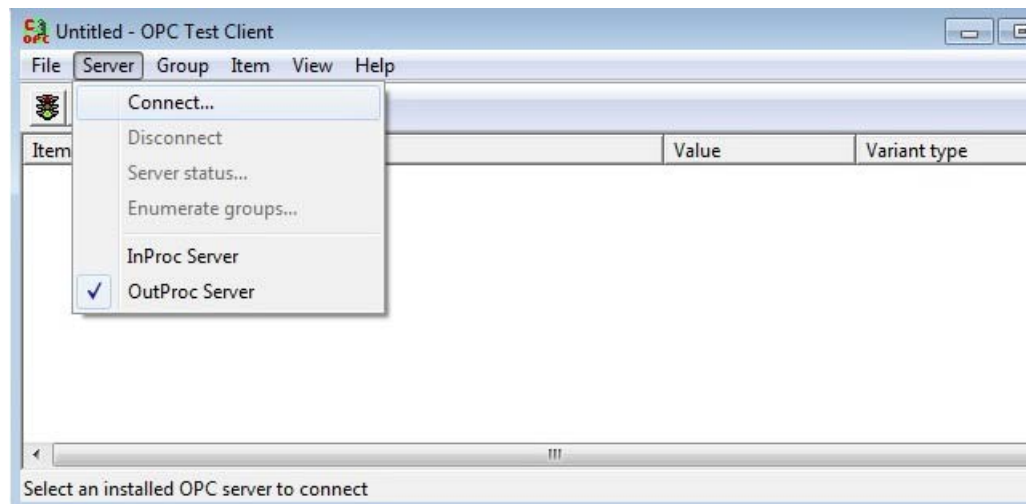 Untitled - OPC Test Client
File Server Group Item View Help
Connect...
Disconnect
Server status...
Enumerate groups...
InProc Server
OutProc Server
Item Value Variant type
Select an installed OPC server to connect